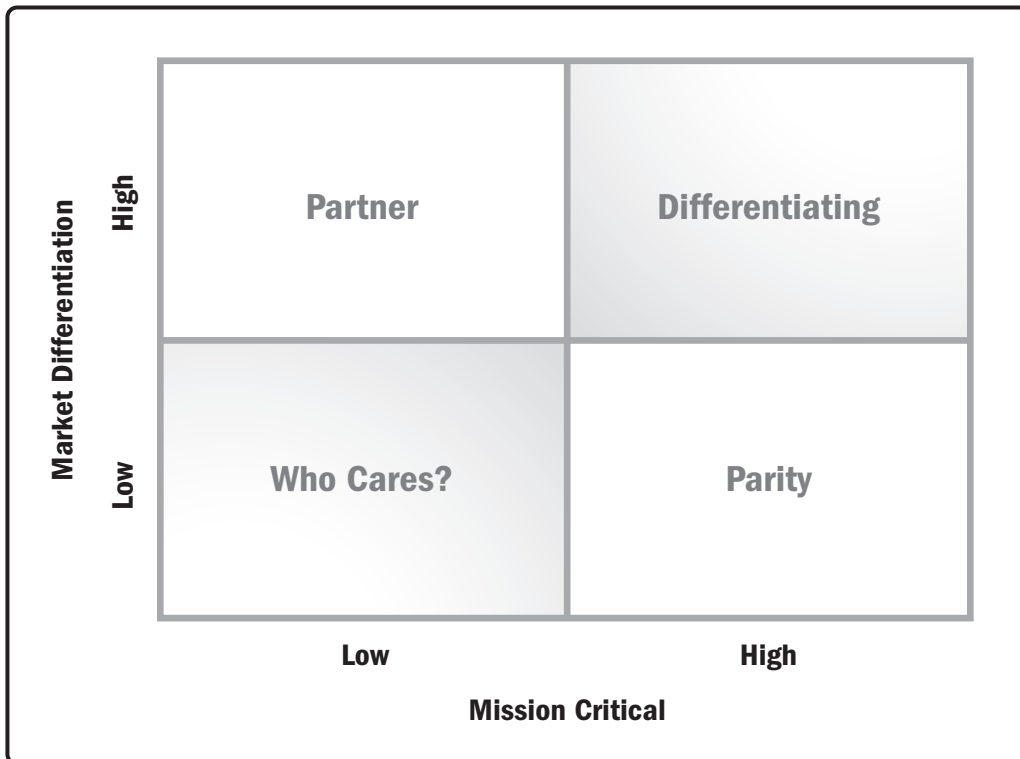 Market Differentiation
High
Partner
Differentiating
Low
Who Cares?
Parity
Low
High
Mission Critical